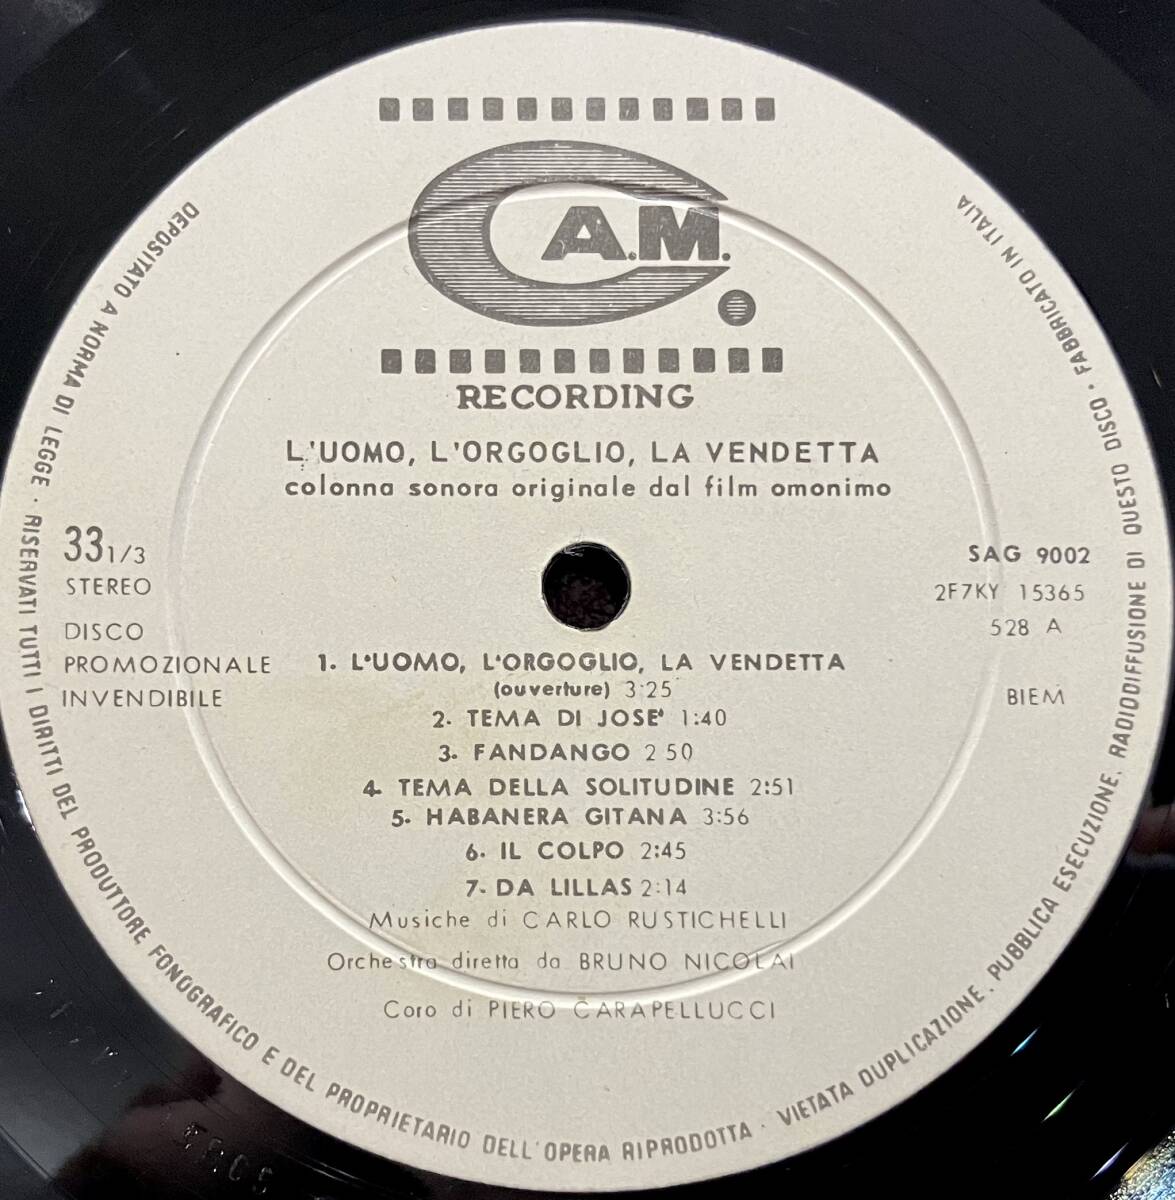 C.A.M.
RECORDING
L'UOMO, L'ORGOGLIO, LA VENDETTA
colonna sonora originale dal film omonimo
33 1/3
STEREO
DISCO
PROMOZIONALE
INVENDIBILE
SAG 9002
2F7KY 15365
528 A
BIEM
1. L'UOMO, L'ORGOGLIO, LA VENDETTA
(ouverture) 3:25
2. TEMA DI JOSE' 1:40
3. FANDANGO 2 50
4. TEMA DELLA SOLITUDINE 2:51
5. HABANERA GITANA 3:56
6. IL COLPO 2:45
7. DA LILLAS 2:14
Musiche di CARLO RUSTICHELLI
Orchestra diretta da BRUNO NICOLAI
Coro di PIERO CARAPELLUCCI
DEPOSITATO A NORMA DI LEGGE · RISERVATI TUTTI I DIRITTI DEL PRODUTTORE FONOGRAFICO E DEL PROPRIETARIO DELL'OPERA RIPRODOTTA · VIETATA DUPLICAZIONE, PUBBLICA ESECUZIONE, RADIODIFFUSIONE DI QUESTO DISCO · FABBRICATO IN ITALIA